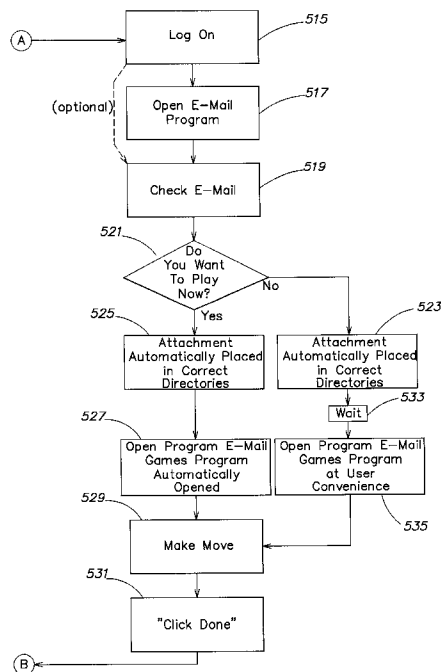 A
Log On
515
(optional)
Open E-Mail
Program
517
Check E-Mail
519
521
Do
You Want
To Play
Now?
No
Yes
525
Attachment
Automatically Placed
in Correct
Directories
523
Attachment
Automatically Placed
in Correct
Directories
Wait
533
527
Open Program E-Mail
Games Program
Automatically
Opened
Open Program E-Mail
Games Program
at User
Convenience
535
529
Make Move
531
"Click Done"
B